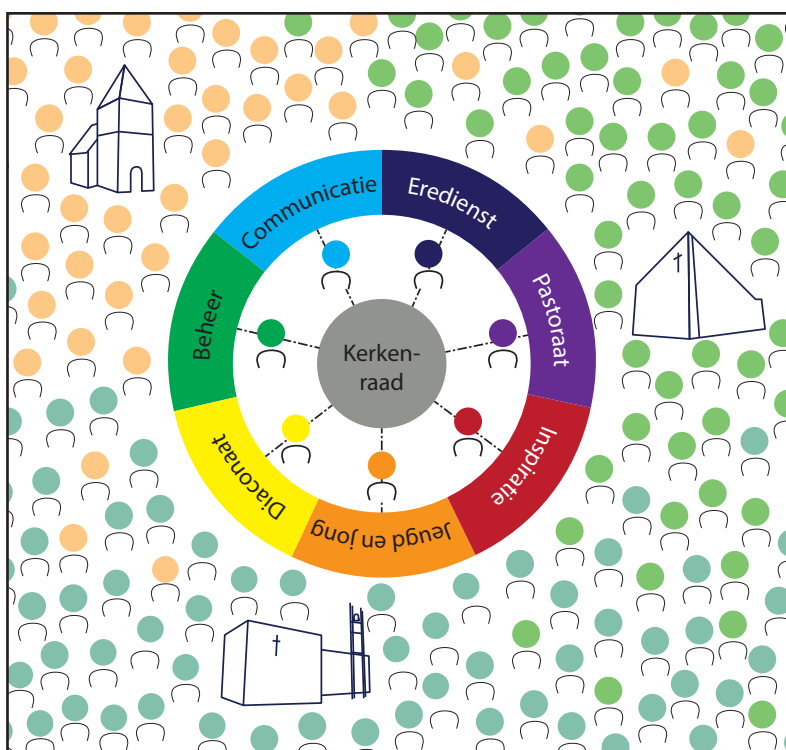 Communicatie
Eredienst
Pastoraat
Inspiratie
Jeugd en jong
Diaconaat
Beheer
Kerken-
raad